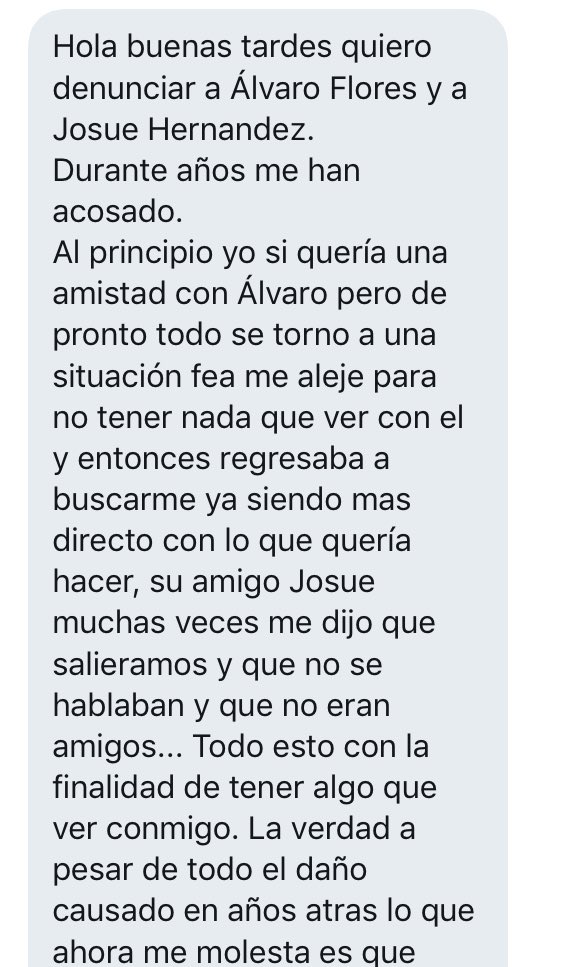 Hola buenas tardes quiero
denunciar a Álvaro Flores y a
Josue Hernandez.
Durante años me han
acosado.
Al principio yo si quería una
amistad con Álvaro pero de
pronto todo se torno a una
situación fea me aleje para
no tener nada que ver con el
y entonces regresaba a
buscarme ya siendo mas
directo con lo que quería
hacer, su amigo Josue
muchas veces me dijo que
salieramos y que no se
hablaban y que no eran
amigos... Todo esto con la
finalidad de tener algo que
ver conmigo. La verdad a
pesar de todo el daño
causado en años atras lo que
ahora me molesta es que